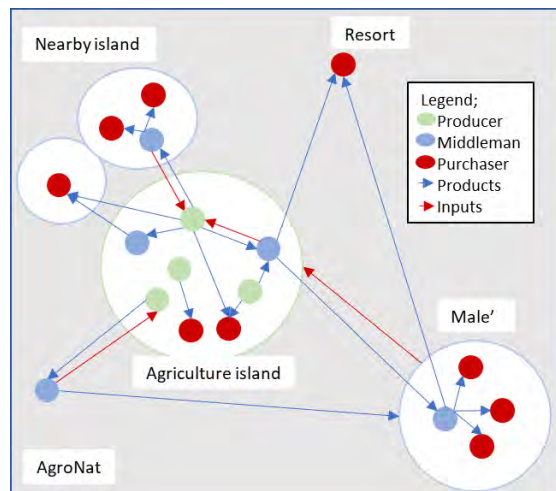 Nearby island
Resort
Legend;
Producer
Middleman
Purchaser
Products
Inputs
Male’
Agriculture island
AgroNat